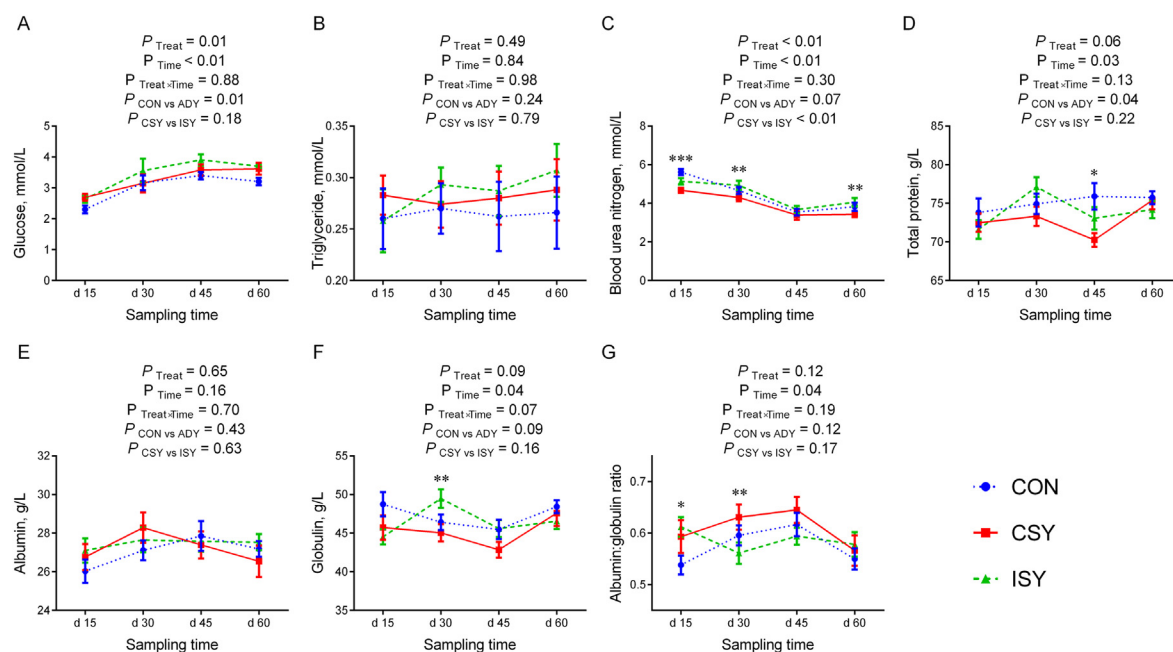 A
P Treat = 0.01
P Time < 0.01
P Treat×Time = 0.88
P CON vs ADY = 0.01
P CSY vs ISY = 0.18
Glucose, mmol/L
5
4
3
2
1
0
d 15 d 30 d 45 d 60
Sampling time
B
P Treat = 0.49
P Time = 0.84
P Treat×Time = 0.98
P CON vs ADY = 0.24
P CSY vs ISY = 0.79
Triglyceride, mmol/L
0.35
0.30
0.25
0.20
d 15 d 30 d 45 d 60
Sampling time
C
P Treat < 0.01
P Time < 0.01
P Treat×Time = 0.30
P CON vs ADY = 0.07
P CSY vs ISY < 0.01
Blood urea nitrogen, mmol/L
8
6
4
2
0
*** ** **
d 15 d 30 d 45 d 60
Sampling time
D
P Treat = 0.06
P Time = 0.03
P Treat×Time = 0.13
P CON vs ADY = 0.04
P CSY vs ISY = 0.22
Total protein, g/L
85
80
75
70
65
*
d 15 d 30 d 45 d 60
Sampling time
E
P Treat = 0.65
P Time = 0.16
P Treat×Time = 0.70
P CON vs ADY = 0.43
P CSY vs ISY = 0.63
Albumin, g/L
32
30
28
26
24
d 15 d 30 d 45 d 60
Sampling time
F
P Treat = 0.09
P Time = 0.04
P Treat×Time = 0.07
P CON vs ADY = 0.09
P CSY vs ISY = 0.16
Globulin, g/L
55
50
45
40
35
**
d 15 d 30 d 45 d 60
Sampling time
G
P Treat = 0.12
P Time = 0.04
P Treat×Time = 0.19
P CON vs ADY = 0.12
P CSY vs ISY = 0.17
Albumin:globulin ratio
0.7
0.6
0.5
* **
d 15 d 30 d 45 d 60
Sampling time
CON
CSY
ISY